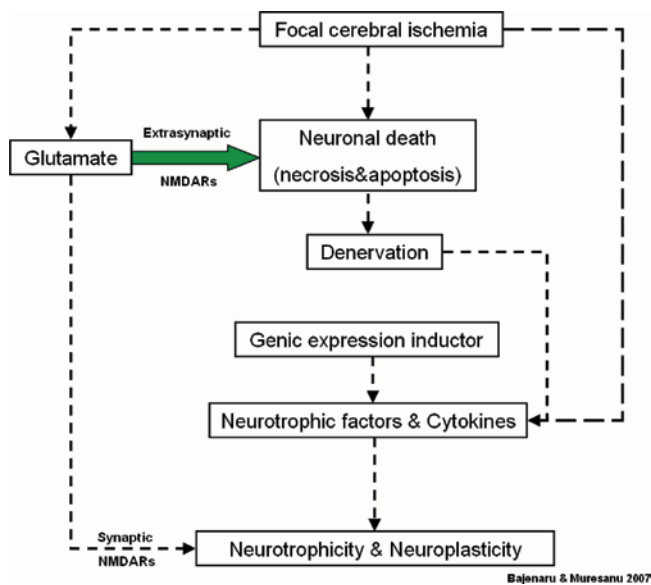 Focal cerebral ischemia
Extrasynaptic
Glutamate
NMDARs
Neuronal death
(necrosis&apoptosis)
Denervation
Genic expression inductor
Neurotrophic factors & Cytokines
Synaptic
NMDARs
Neurotrophicity & Neuroplasticity
Bajenaru & Muresanu 2007